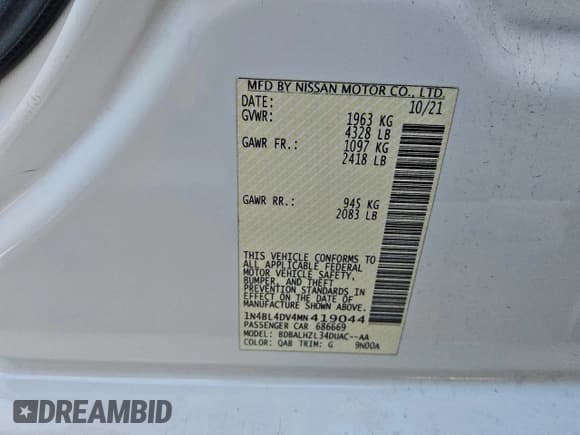 MFD BY NISSAN MOTOR CO., LTD.
DATE: 10/21
GVWR: 1963 KG
4328 LB
GAWR FR.: 1097 KG
2418 LB
GAWR RR.: 945 KG
2083 LB
THIS VEHICLE CONFORMS TO
ALL APPLICABLE FEDERAL
MOTOR VEHICLE SAFETY,
BUMPER, AND THEFT
PREVENTION STANDARDS IN
EFFECT ON THE DATE OF
MANUFACTURE SHOWN ABOVE.
1N4BL4DV4MN419044
PASSENGER CAR 686669
MODEL: BDBALHZL34DUAC--AA
COLOR: QAB TRIM: G 9N00A
DREAMBID